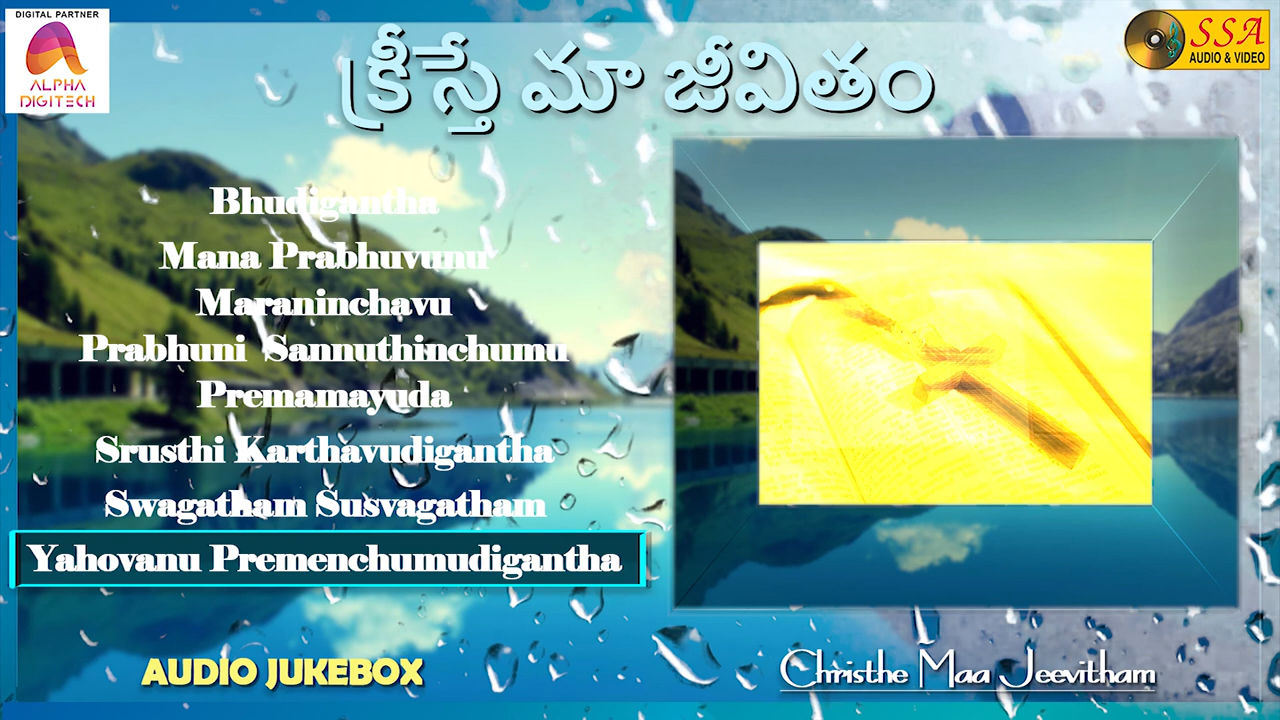 DIGITAL PARTNER
ALPHA
DIGITECH
క్రీస్తే మా జీవితం
SSA
AUDIO & VIDEO
Bhudigantha
Mana Prabhuvunu
Maraninchavu
Prabhuni Sannuthinchumu
Premamayuda
Srusthi Karthavudigantha
Swagatham Susvagatham
Yahovanu Premenchumudigantha
AUDIO JUKEBOX
Christhe Maa Jeevitham